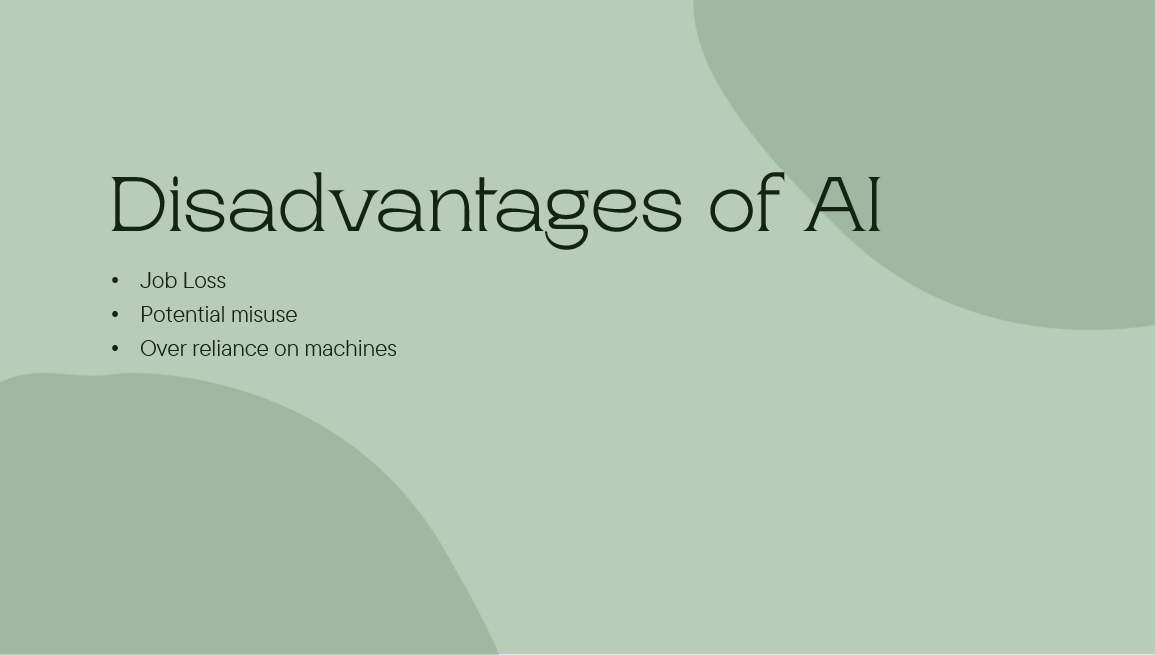 Disadvantages of AI
• Job Loss
• Potential misuse
• Over reliance on machines